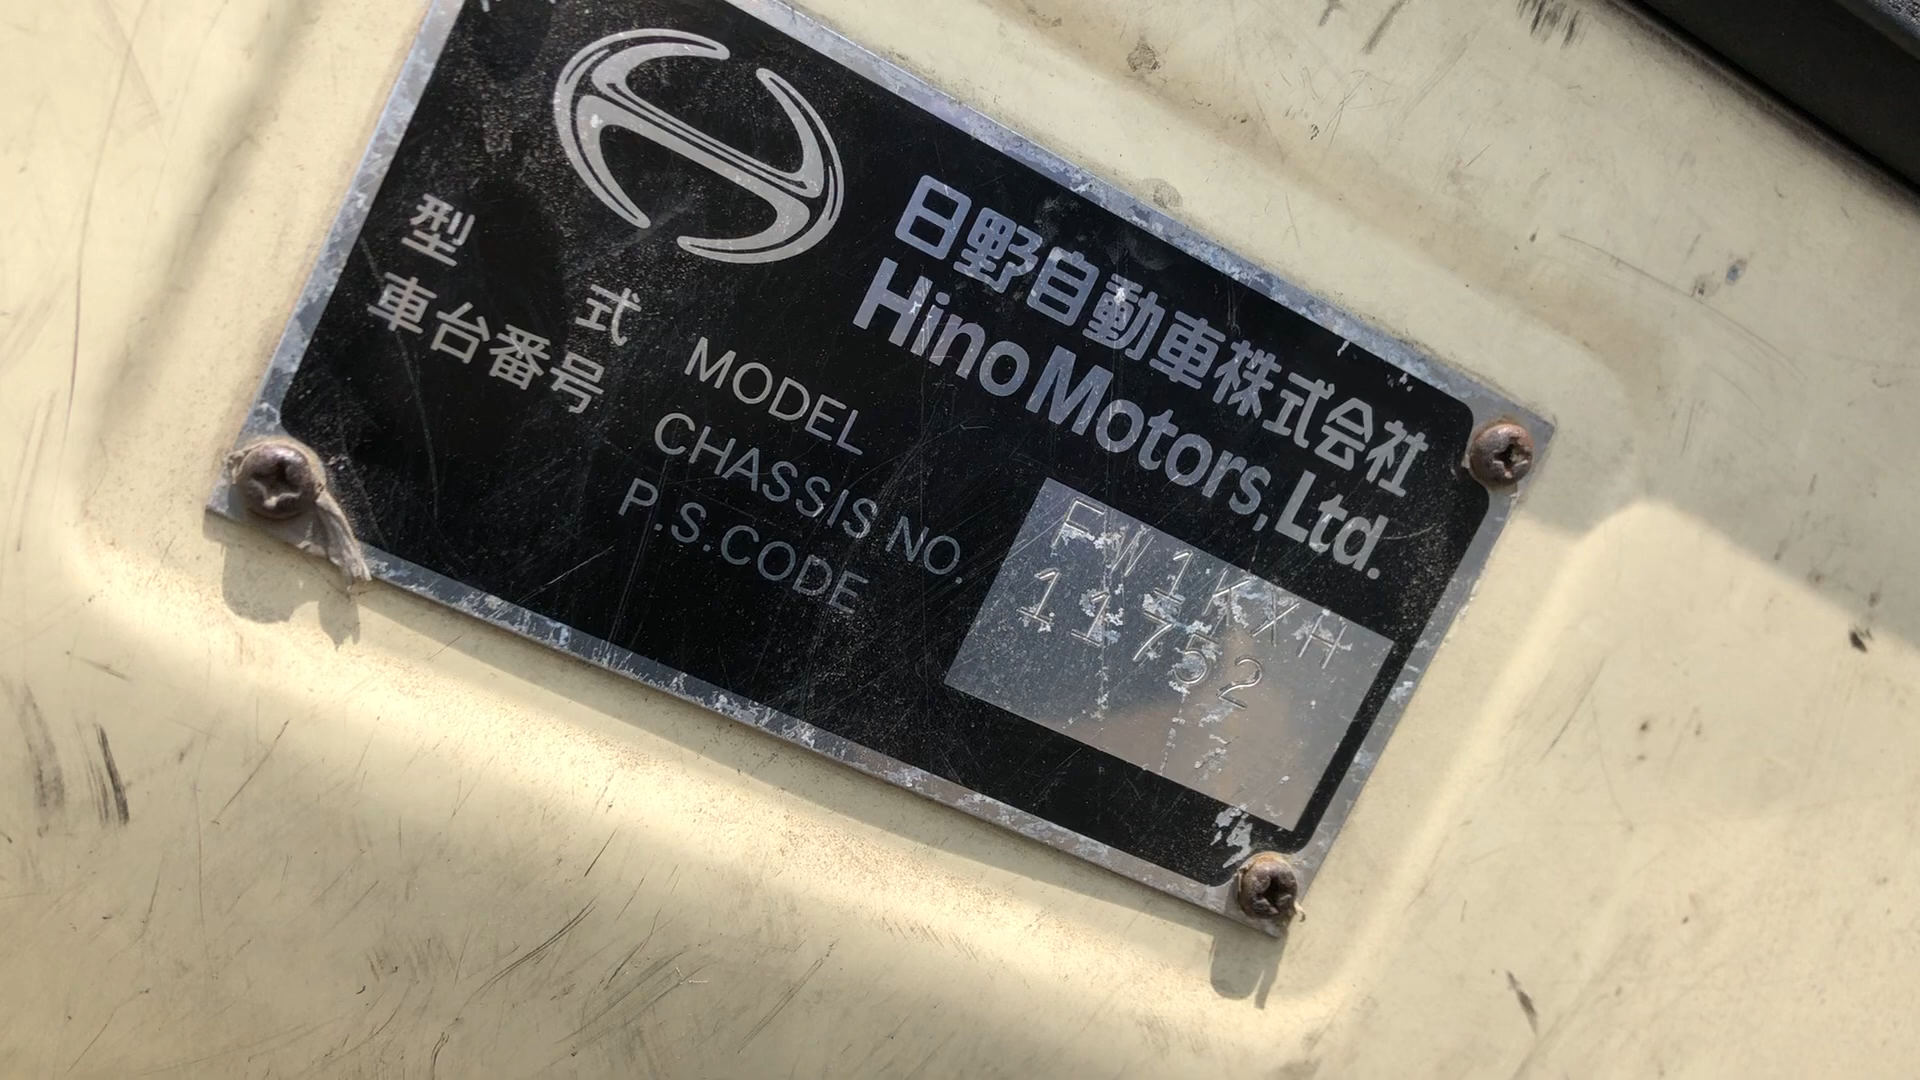 日野自動車株式会社
Hino Motors, Ltd.
型式 MODEL FW1KXH
車台番号 CHASSIS NO. 11752
P.S.CODE